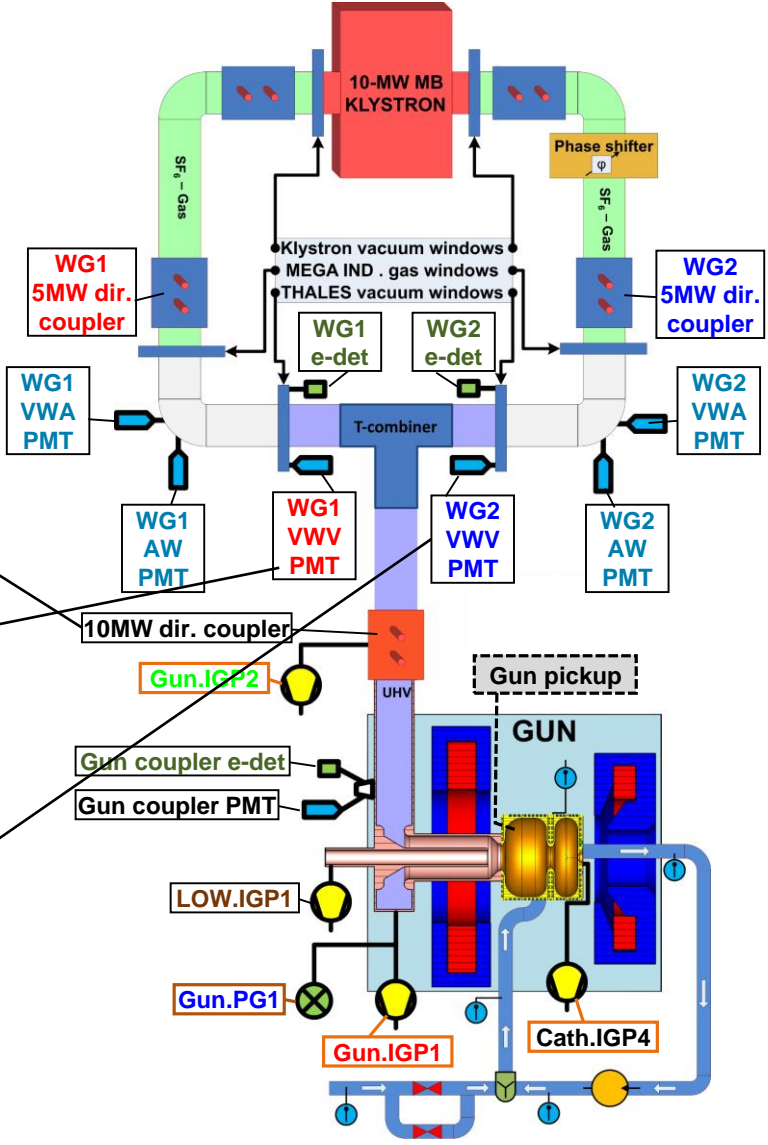 10-MW MB
KLYSTRON
Phase shifter
φ
SF₆ – Gas
SF₆ – Gas
Klystron vacuum windows
MEGA IND . gas windows
THALES vacuum windows
WG1
5MW dir.
coupler
WG2
5MW dir.
coupler
WG1
e-det
WG2
e-det
WG1
VWA
PMT
T-combiner
WG2
VWA
PMT
WG1
AW
PMT
WG1
VWV
PMT
WG2
VWV
PMT
WG2
AW
PMT
10MW dir. coupler
Gun.IGP2
UHV
Gun pickup
GUN
Gun coupler e-det
Gun coupler PMT
LOW.IGP1
Gun.PG1
Gun.IGP1
Cath.IGP4